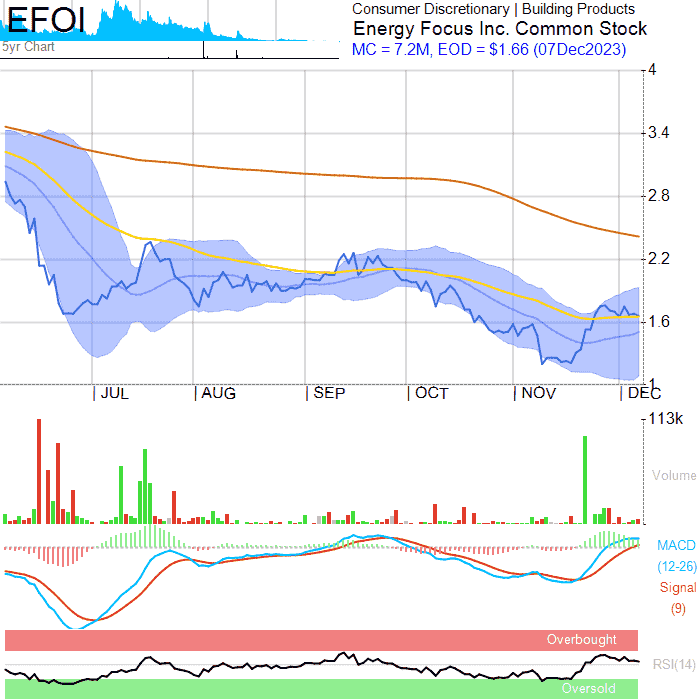 EFOI
5yr Chart
Consumer Discretionary | Building Products
Energy Focus Inc. Common Stock
MC = 7.2M, EOD = $1.66 (07Dec2023)
4
3.4
2.8
2.2
1.6
1
JUL AUG SEP OCT NOV DEC
113k
Volume
MACD
(12-26)
Signal
(9)
Overbought
RSI(14)
Oversold